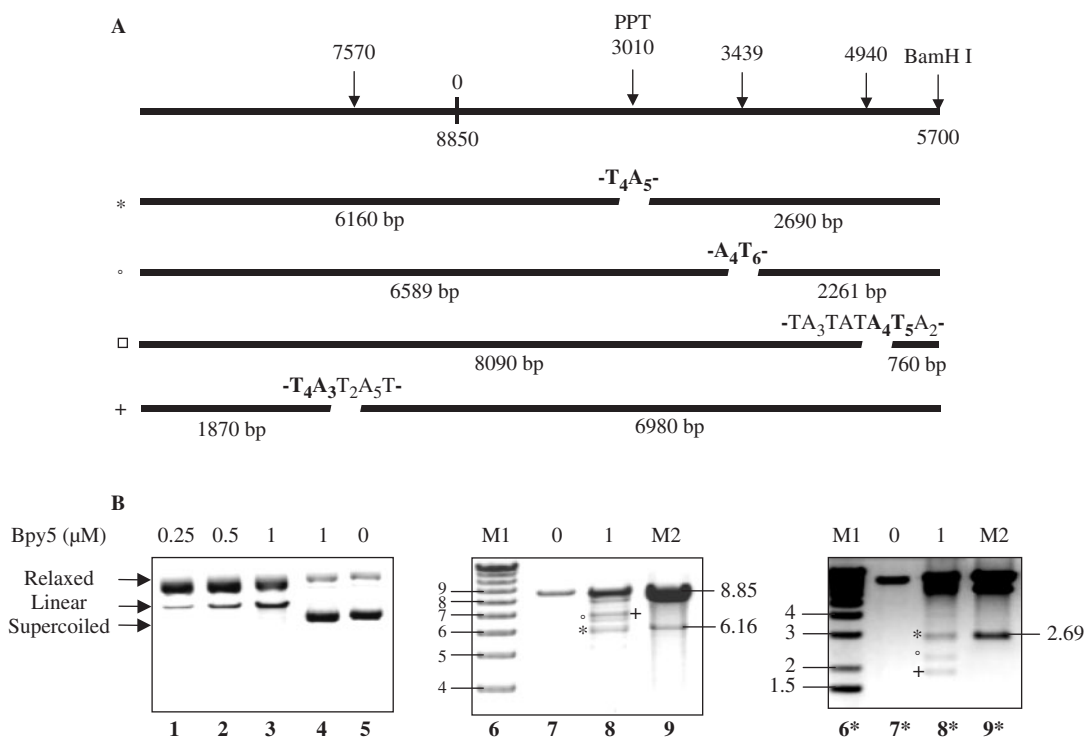 A
PPT
7570 3010 3439 4940 BamH I
0
8850 5700
-T4A5-
*
6160 bp 2690 bp
-A4T6-
°
6589 bp 2261 bp
-TA3TATA4T5A2-
□
8090 bp 760 bp
-T4A3T2A5T-
+
1870 bp 6980 bp
B
Bpy5 (μM) 0.25 0.5 1 1 0 M1 0 1 M2 M1 0 1 M2
Relaxed
Linear
Supercoiled
9
8
7
6
5
4
° +
*
8.85
6.16
4
3
2
1.5
*
°
+
2.69
1 2 3 4 5 6 7 8 9 6* 7* 8* 9*